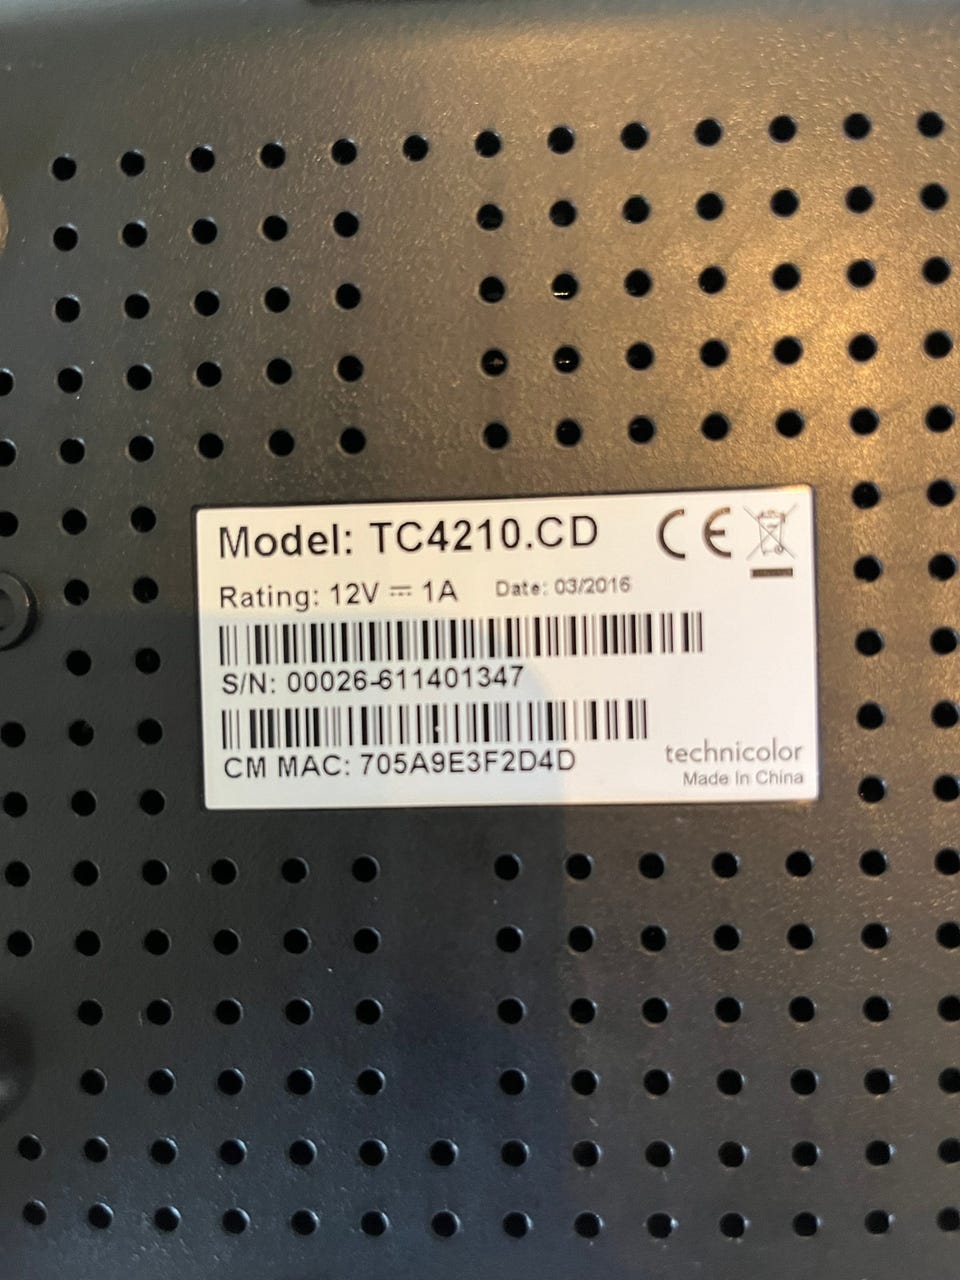 Model: TC4210.CD
CE
Rating: 12V ⎓ 1A Date: 03/2016
S/N: 00026-611401347
CM MAC: 705A9E3F2D4D
technicolor
Made In China